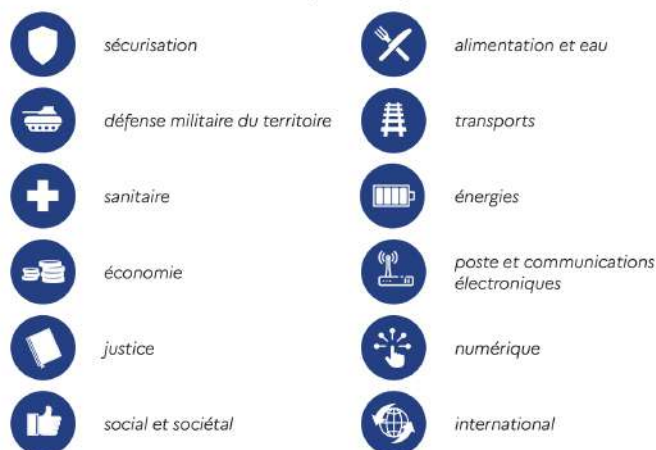 sécurisation
défense militaire du territoire
sanitaire
économie
justice
social et sociétal
alimentation et eau
transports
énergies
poste et communications
électroniques
numérique
international